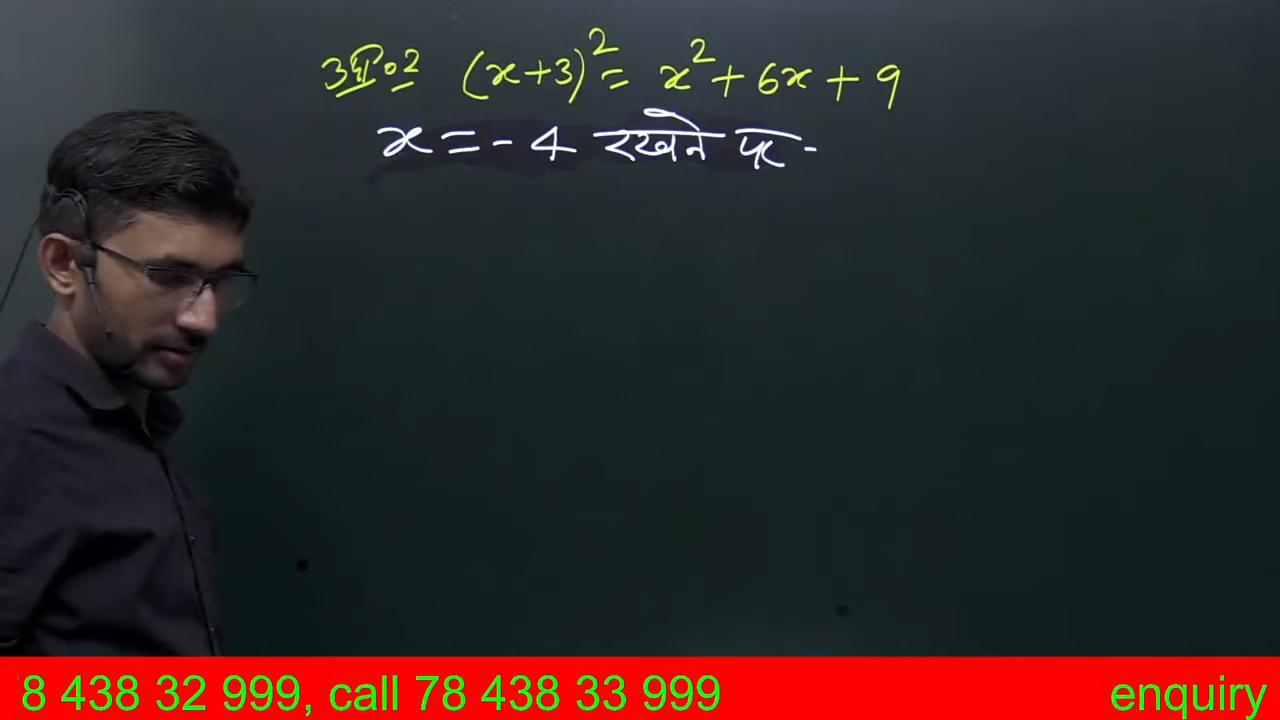 उदा०2 (x+3)² = x² + 6x + 9
x = - 4 रखने पर -
8 438 32 999, call 78 438 33 999 enquiry